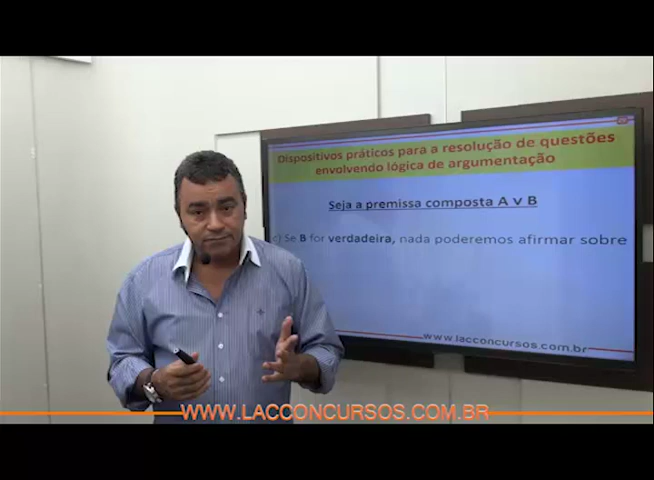 Dispositivos práticos para a resolução de questões
envolvendo lógica de argumentação
Seja a premissa composta A v B
c) Se B for verdadeira, nada poderemos afirmar sobre
www.lacconcursos.com.br
WWW.LACCONCURSOS.COM.BR